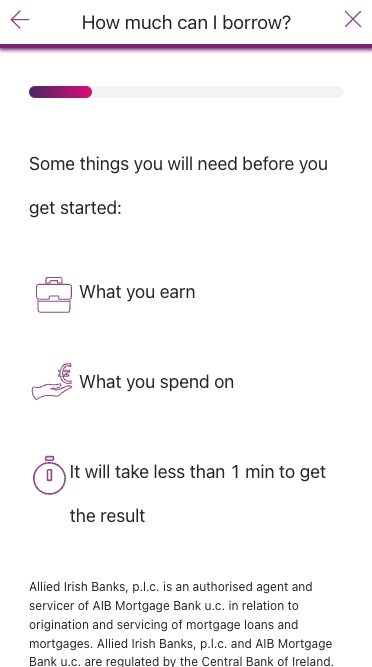 How much can I borrow?
Some things you will need before you
get started:
What you earn
€
What you spend on
It will take less than 1 min to get
the result
Allied Irish Banks, p.l.c. is an authorised agent and
servicer of AIB Mortgage Bank u.c. in relation to
origination and servicing of mortgage loans and
mortgages. Allied Irish Banks, p.l.c. and AIB Mortgage
Bank u.c. are regulated by the Central Bank of Ireland.